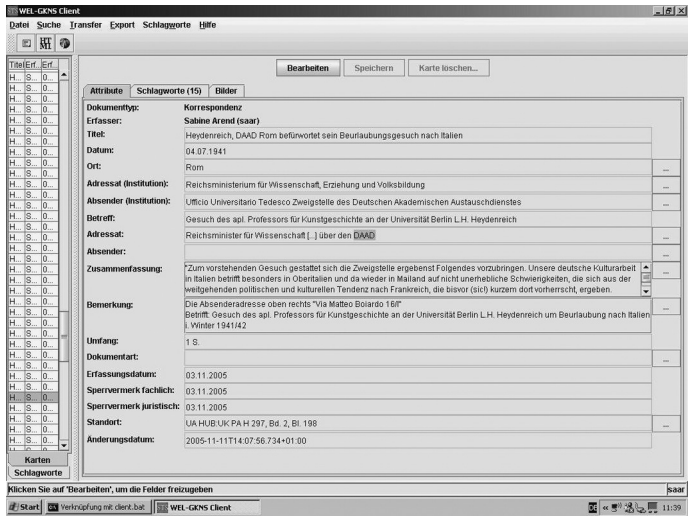 WEL-GKNS Client
Datei Suche Transfer Export Schlagworte Hilfe
Titel Erf... Erf...
Bearbeiten Speichern Karte löschen...
Attribute Schlagworte (15) Bilder
Dokumenttyp: Korrespondenz
Erfasser: Sabine Arend (saar)
Titel: Heydenreich, DAAD Rom befürwortet sein Beurlaubungsgesuch nach Italien
Datum: 04.07.1941
Ort: Rom ...
Adressat (Institution): Reichsministerium für Wissenschaft, Erziehung und Volksbildung ...
Absender (Institution): Ufficio Universitario Tedesco Zweigstelle des Deutschen Akademischen Austauschdienstes ...
Betreff: Gesuch des apl. Professors für Kunstgeschichte an der Universität Berlin L.H. Heydenreich
Adressat: Reichsminister für Wissenschaft [...] über den DAAD ...
Absender: ...
Zusammenfassung: "Zum vorstehenden Gesuch gestattet sich die Zweigstelle ergebenst Folgendes vorzubringen. Unsere deutsche Kulturarbeit ...
in Italien betrifft besonders in Oberitalien und da wieder in Mailand auf nicht unerhebliche Schwierigkeiten, die sich aus der
weitgehenden politischen und kulturellen Tendenz nach Frankreich, die bisvor (sic!) kurzem dort vorherrscht, ergeben.
Bemerkung: Die Absenderadresse oben rechts "Via Matteo Boiardo 16/I" ...
Betrifft: Gesuch des apl. Professors für Kunstgeschichte an der Universität Berlin L.H. Heydenreich um Beurlaubung nach Italien
i. Winter 1941/42
Umfang: 1 S.
Dokumentart: ...
Erfassungsdatum: 03.11.2005
Sperrvermerk fachlich: 03.11.2005
Sperrvermerk juristisch: 03.11.2005
Standort: UA HUB:UK PA H 297, Bd. 2, Bl. 198 ...
Änderungsdatum: 2005-11-11T14:07:56.734+01:00
Karten
Schlagworte
Klicken Sie auf 'Bearbeiten', um die Felder freizugeben saar
Start Verknüpfung mit client.bat WEL-GKNS Client DE « 11:39